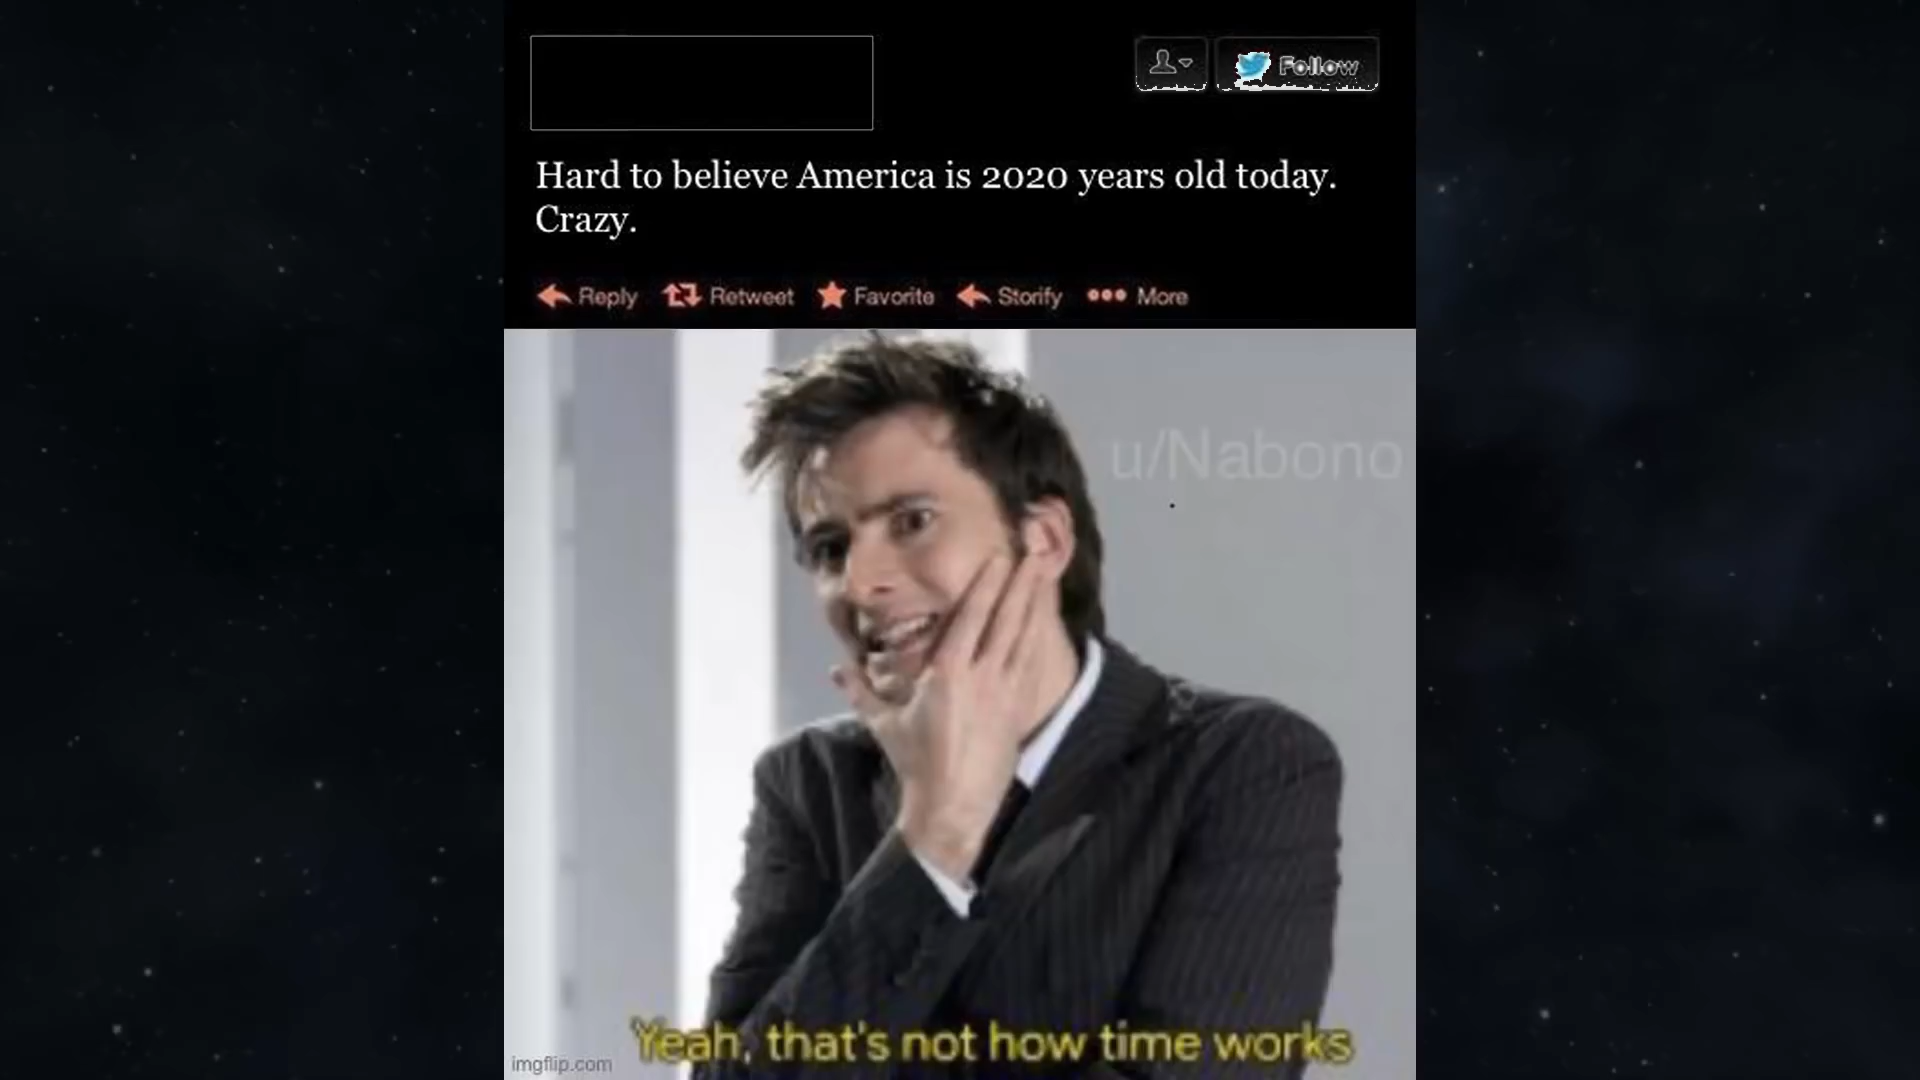 Follow
Hard to believe America is 2020 years old today.
Crazy.
Reply Retweet Favorite Storify More
u/Nabono
Yeah, that's not how time works
imgflip.com